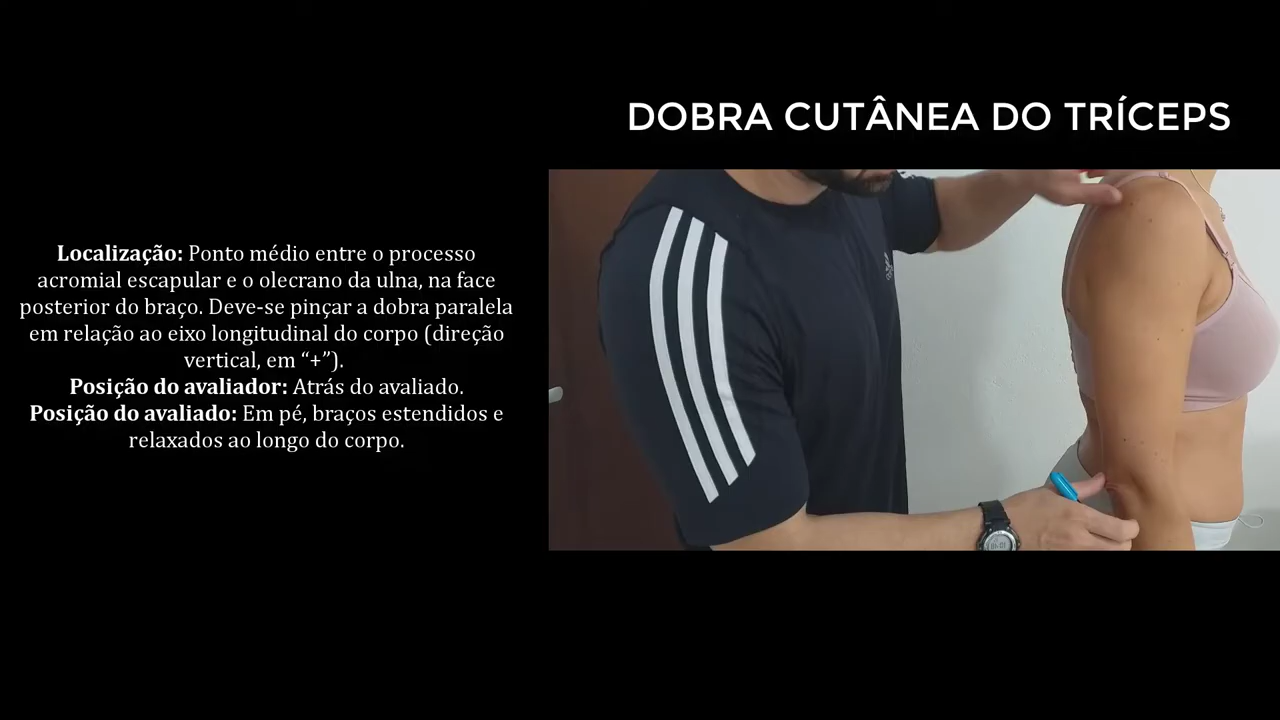 DOBRA CUTÂNEA DO TRÍCEPS
Localização: Ponto médio entre o processo
acromial escapular e o olecrano da ulna, na face
posterior do braço. Deve-se pinçar a dobra paralela
em relação ao eixo longitudinal do corpo (direção
vertical, em “+”).
Posição do avaliador: Atrás do avaliado.
Posição do avaliado: Em pé, braços estendidos e
relaxados ao longo do corpo.